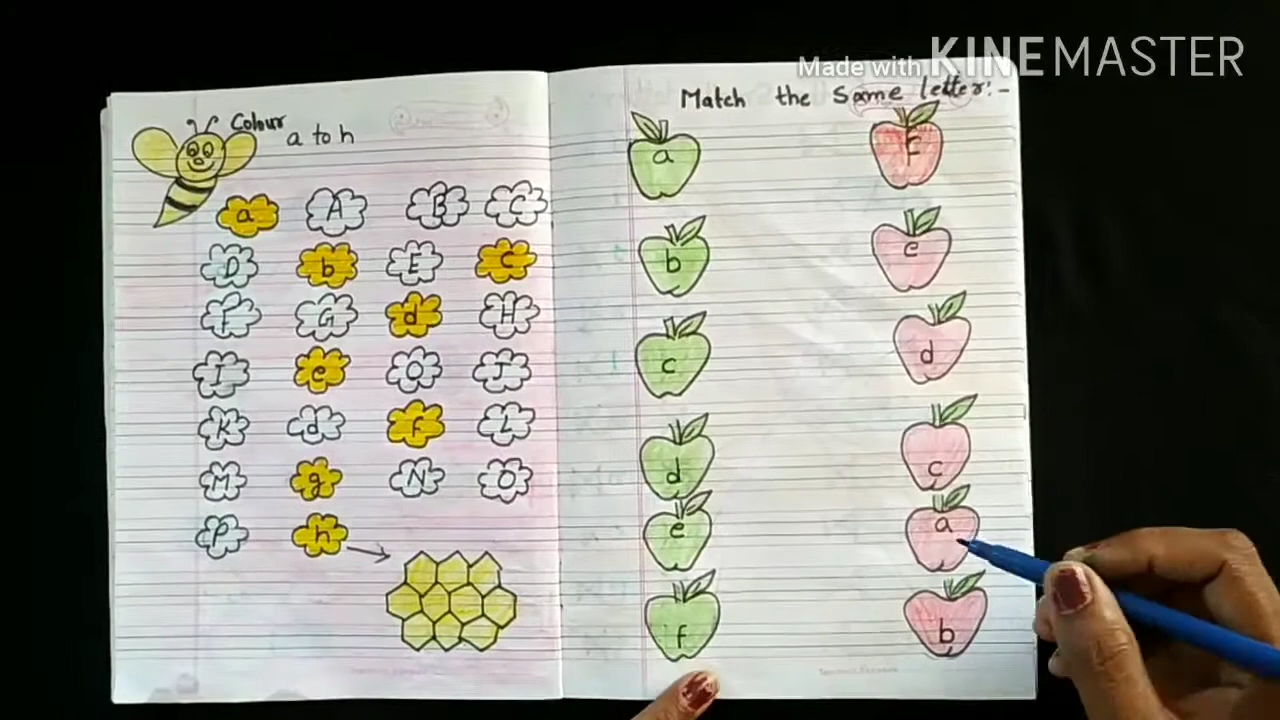 Made with KINEMASTER
Colour
a to h
a A B C
D b E C
F G d H
I e O J
K d f L
M g N O
P h
Match the Same letter:-
a f
b e
c d
d c
e a
f b